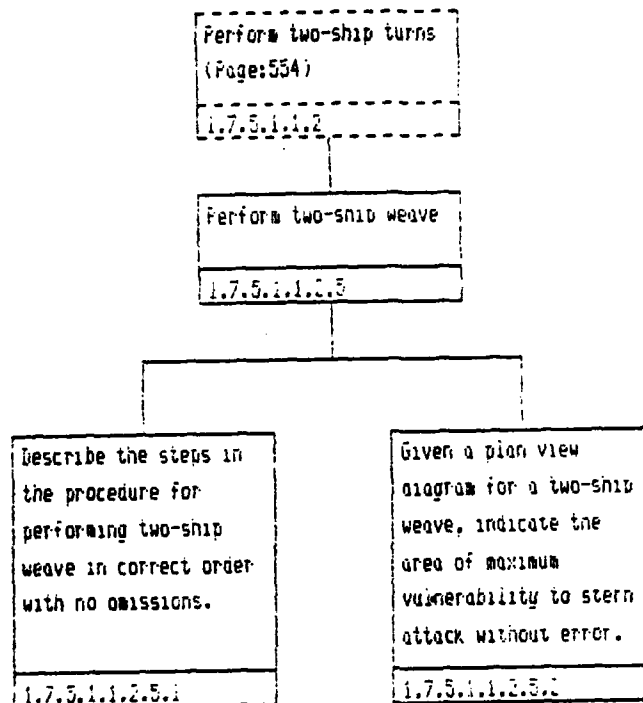 Perform two-ship turns
(Page:554)
1.7.5.1.1.2
Perform two-ship weave
1.7.5.1.1.2.5
Describe the steps in
the procedure for
performing two-ship
weave in correct order
with no omissions.
1.7.5.1.1.2.5.1
Given a plan view
diagram for a two-ship
weave, indicate the
area of maximum
vulnerability to stern
attack without error.
1.7.5.1.1.2.5.2